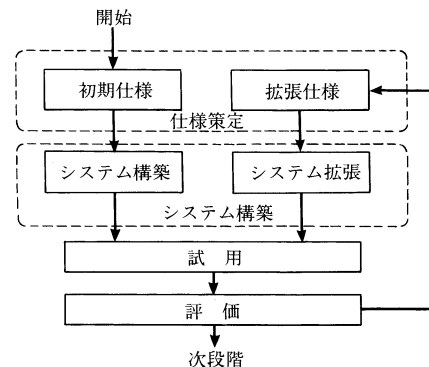 開始
初期仕様
拡張仕様
仕様策定
システム構築
システム拡張
システム構築
試 用
評 価
次段階